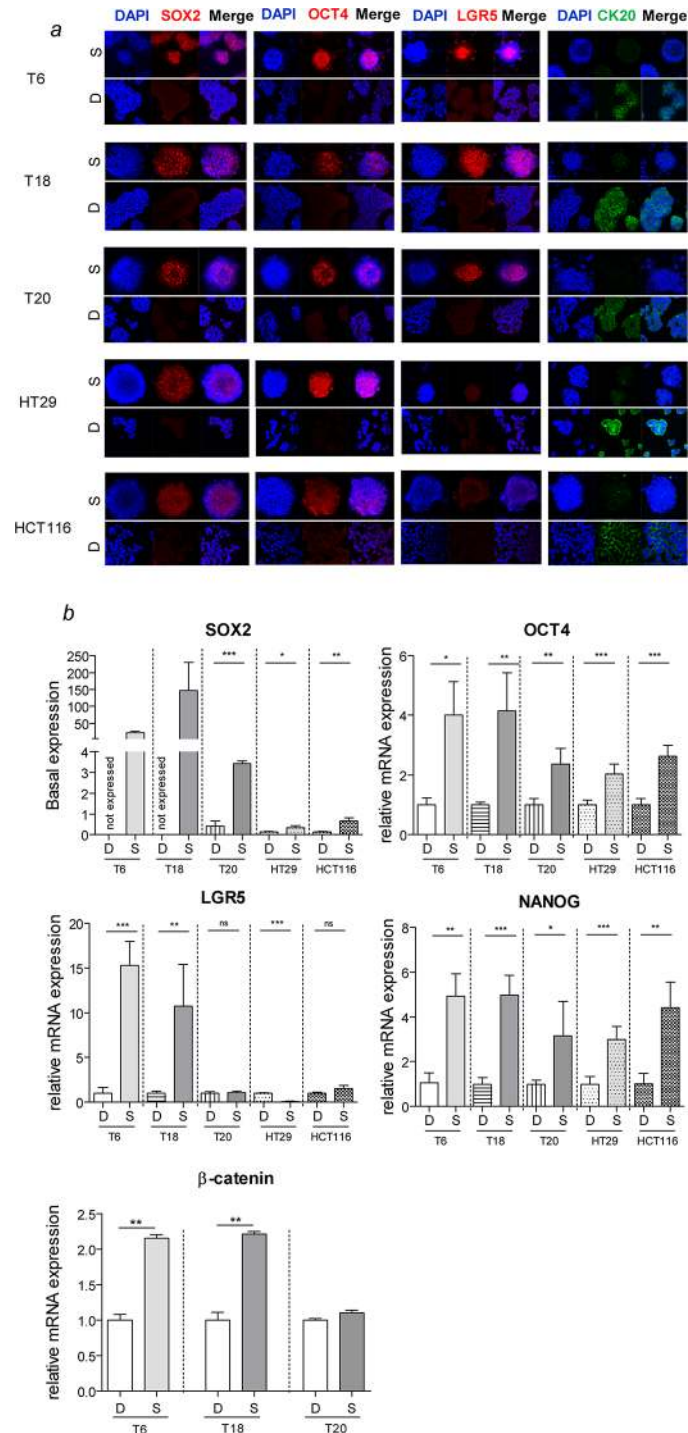 a
DAPI SOX2 Merge DAPI OCT4 Merge DAPI LGR5 Merge DAPI CK20 Merge
T6
S
D
T18
S
D
T20
S
D
HT29
S
D
HCT116
S
D
b
SOX2
Basal expression
250
200
150
100
50
4
3
2
1
0
not expressed
not expressed
*** * **
D S D S D S D S D S
T6 T18 T20 HT29 HCT116
OCT4
relative mRNA expression
6
4
2
0
* ** ** *** ***
D S D S D S D S D S
T6 T18 T20 HT29 HCT116
LGR5
relative mRNA expression
20
15
10
5
0
*** ** ns *** ns
D S D S D S D S D S
T6 T18 T20 HT29 HCT116
NANOG
relative mRNA expression
8
6
4
2
0
** *** * *** **
D S D S D S D S D S
T6 T18 T20 HT29 HCT116
β-catenin
relative mRNA expression
2.5
2.0
1.5
1.0
0.5
0.0
** **
D S D S D S
T6 T18 T20